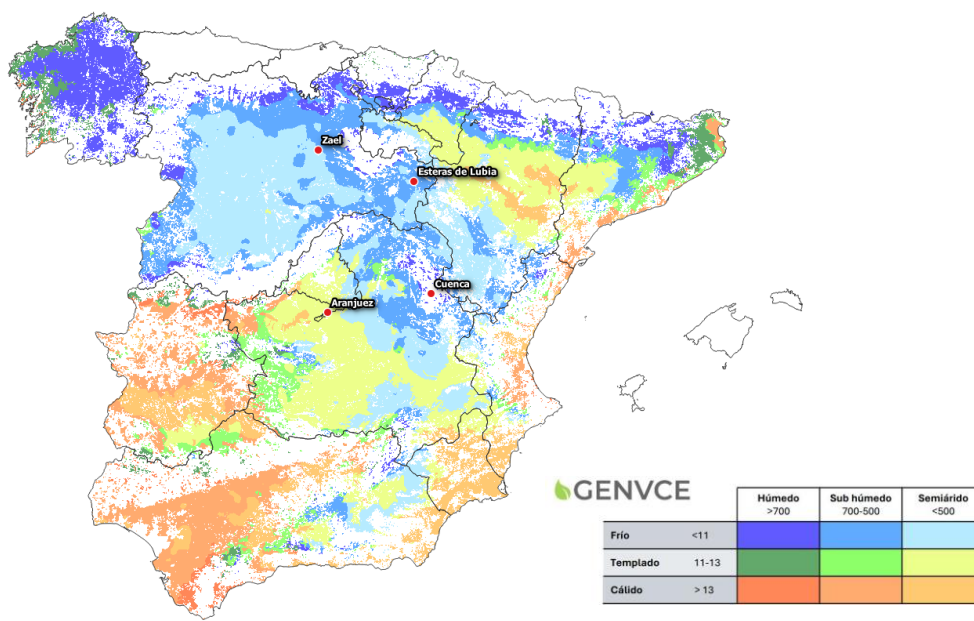 Zael
Esteras de Lubia
Cuenca
Aranjuez
GENVCE
Húmedo Sub húmedo Semiárido
>700 700-500 <500
Frío <11
Templado 11-13
Cálido > 13